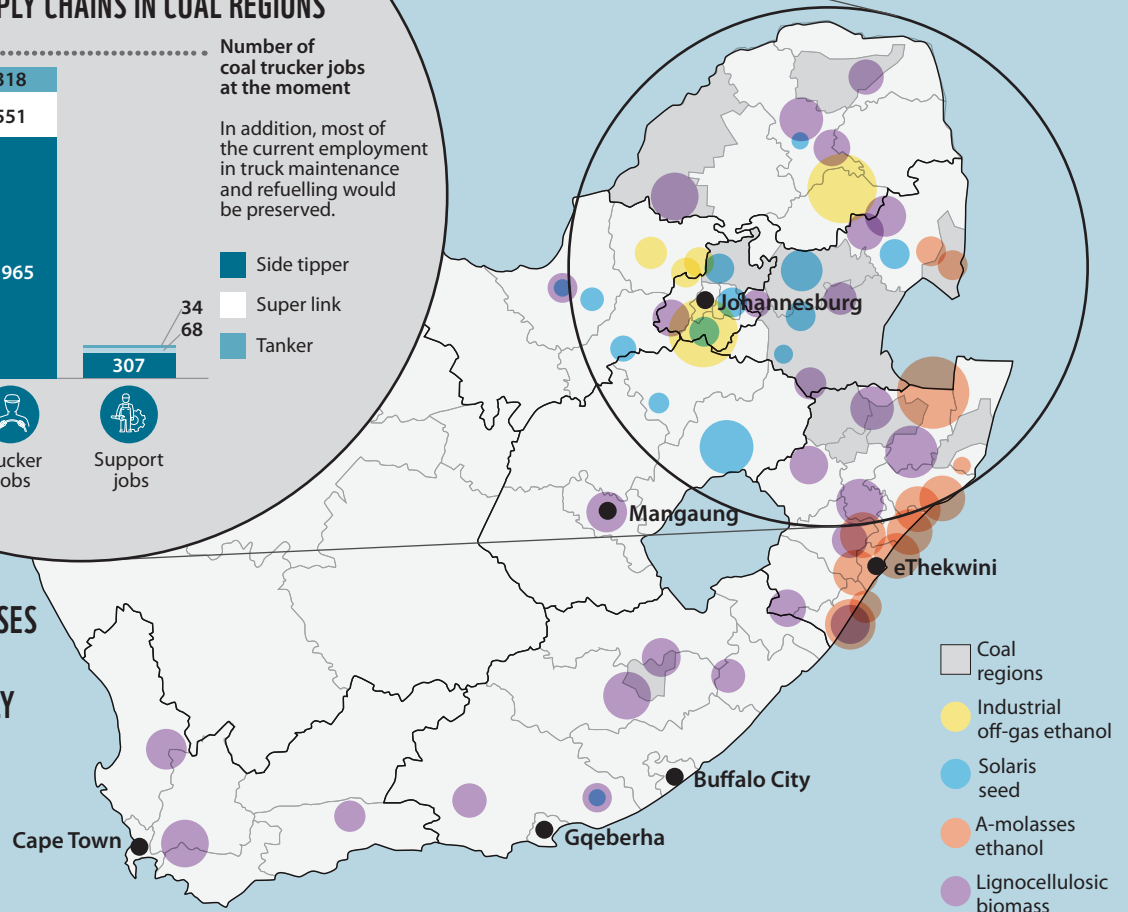 PLY CHAINS IN COAL REGIONS
Number of
coal trucker jobs
at the moment
In addition, most of
the current employment
in truck maintenance
and refuelling would
be preserved.
Side tipper
Super link
Tanker
318
551
965
34
68
307
ucker
obs
Support
jobs
SES
Y
Johannesburg
Mangaung
eThekwini
Buffalo City
Gqeberha
Cape Town
Coal
regions
Industrial
off-gas ethanol
Solaris
seed
A-molasses
ethanol
Lignocellulosic
biomass